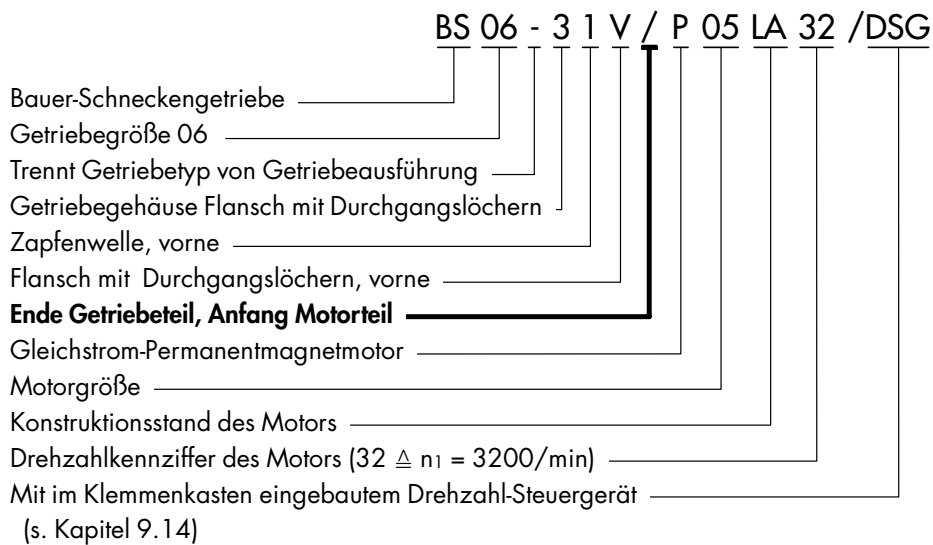 BS 06 - 3 1 V / P 05 LA 32 /DSG
Bauer-Schneckengetriebe
Getriebegröße 06
Trennt Getriebetyp von Getriebeausführung
Getriebegehäuse Flansch mit Durchgangslöchern
Zapfenwelle, vorne
Flansch mit Durchgangslöchern, vorne
Ende Getriebeteil, Anfang Motorteil
Gleichstrom-Permanentmagnetmotor
Motorgröße
Konstruktionsstand des Motors
Drehzahlkennziffer des Motors (32 ≙ n₁ = 3200/min)
Mit im Klemmenkasten eingebautem Drehzahl-Steuergerät
(s. Kapitel 9.14)